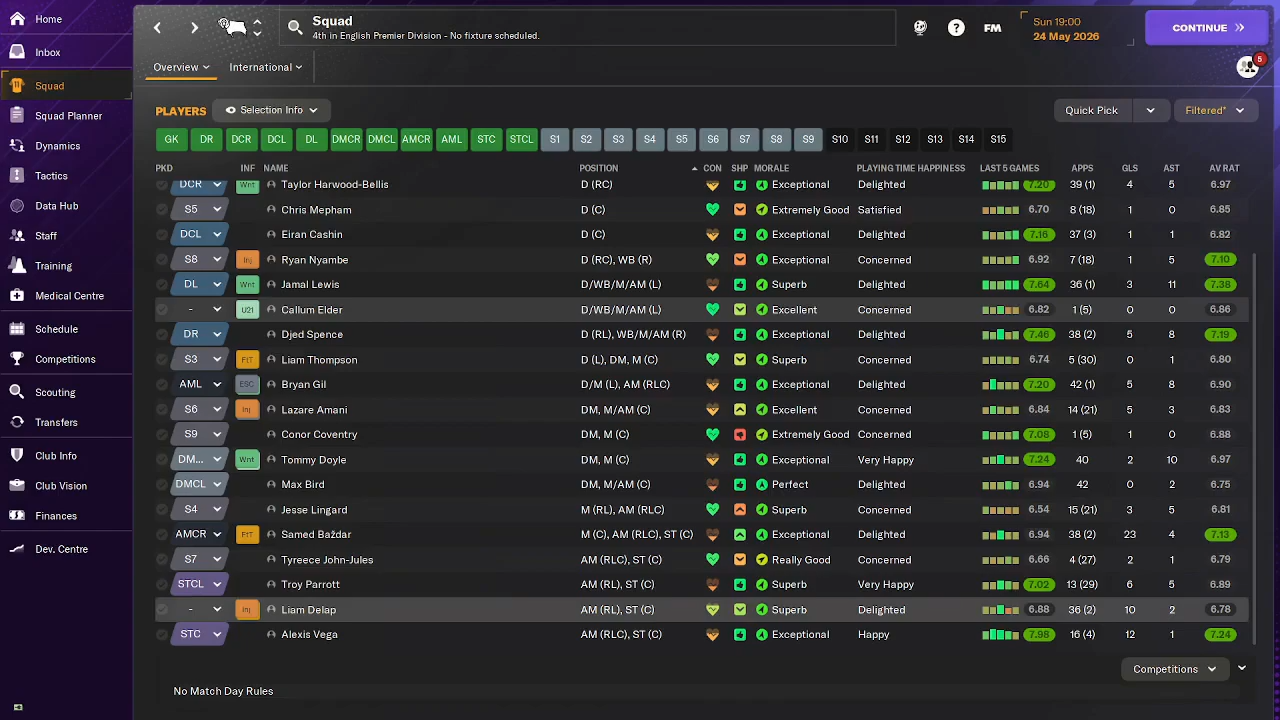 Home
Inbox
Squad
Squad Planner
Dynamics
Tactics
Data Hub
Staff
Training
Medical Centre
Schedule
Competitions
Scouting
Transfers
Club Info
Club Vision
Finances
Dev. Centre
Squad
4th in English Premier Division - No fixture scheduled.
FM
Sun 19:00
24 May 2026
CONTINUE
5
Overview
International
PLAYERS Selection Info Quick Pick Filtered*
GK DR DCR DCL DL DMCR DMCL AMCR AML STC STCL S1 S2 S3 S4 S5 S6 S7 S8 S9 S10 S11 S12 S13 S14 S15
PKD INF NAME POSITION CON SHP MORALE PLAYING TIME HAPPINESS LAST 5 GAMES APPS GLS AST AV RAT
DCR Wnt Taylor Harwood-Bellis D (RC) Exceptional Delighted 7.20 39 (1) 4 5 6.97
S5 Chris Mepham D (C) Extremely Good Satisfied 6.70 8 (18) 1 0 6.85
DCL Eiran Cashin D (C) Exceptional Delighted 7.16 37 (3) 1 1 6.82
S8 Inj Ryan Nyambe D (RC), WB (R) Exceptional Concerned 6.92 7 (18) 1 5 7.10
DL Wnt Jamal Lewis D/WB/M/AM (L) Superb Delighted 7.64 36 (1) 3 11 7.38
- U21 Callum Elder D/WB/M/AM (L) Excellent Concerned 6.82 1 (5) 0 0 6.86
DR Djed Spence D (RL), WB/M/AM (R) Exceptional Delighted 7.46 38 (2) 5 8 7.19
S3 FtT Liam Thompson D (L), DM, M (C) Superb Concerned 6.74 5 (30) 0 1 6.80
AML ESC Bryan Gil D/M (L), AM (RLC) Exceptional Delighted 7.20 42 (1) 5 8 6.90
S6 Inj Lazare Amani DM, M/AM (C) Excellent Concerned 6.84 14 (21) 5 3 6.83
S9 Conor Coventry DM, M (C) Extremely Good Concerned 7.08 1 (5) 1 0 6.88
DM... Wnt Tommy Doyle DM, M (C) Exceptional Very Happy 7.24 40 2 10 6.97
DMCL Max Bird DM, M/AM (C) Perfect Delighted 6.94 42 0 2 6.75
S4 Jesse Lingard M (RL), AM (RLC) Superb Concerned 6.54 15 (21) 3 5 6.81
AMCR FtT Samed Baždar M (C), AM (RLC), ST (C) Exceptional Delighted 6.94 38 (2) 23 4 7.13
S7 Tyreece John-Jules AM (RLC), ST (C) Really Good Concerned 6.66 4 (27) 2 1 6.79
STCL Troy Parrott AM (RL), ST (C) Superb Very Happy 7.02 13 (29) 6 5 6.89
- Inj Liam Delap AM (RL), ST (C) Superb Delighted 6.88 36 (2) 10 2 6.78
STC Alexis Vega AM (RLC), ST (C) Exceptional Happy 7.98 16 (4) 12 1 7.24
Competitions
No Match Day Rules